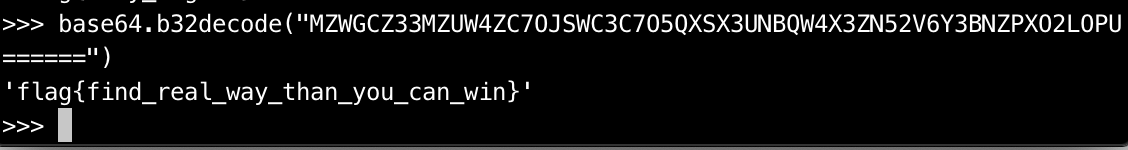 >>> base64.b32decode("MZWGCZ33MZUW4ZC7OJSWC3C7O5QXSX3UNBQW4X3ZN52V6Y3BNZPXO2LOPU
======")
'flag{find_real_way_than_you_can_win}'
>>>